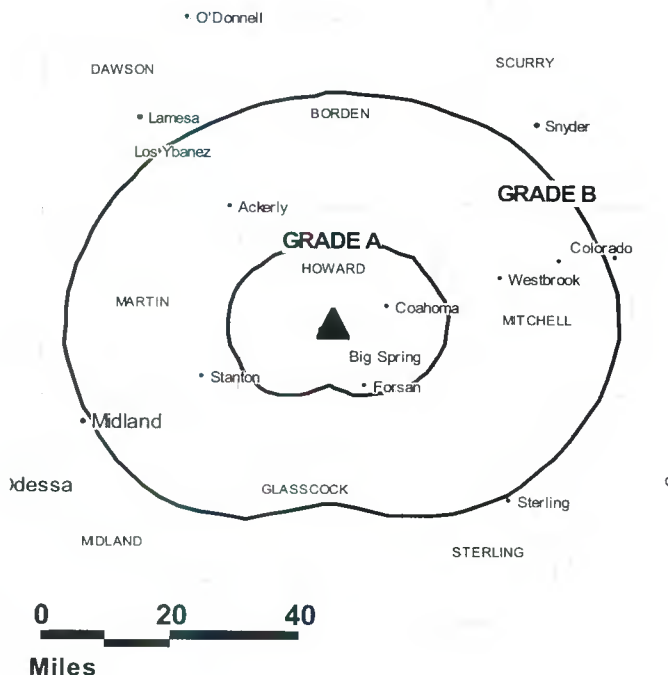 O'Donnell
DAWSON
SCURRY
Lamesa
BORDEN
Snyder
Los Ybanez
GRADE B
Ackerly
GRADE A
Colorado
HOWARD
Westbrook
MARTIN
Coahoma
MITCHELL
Big Spring
Stanton
Forsan
Midland
dessa
GLASSCOCK
Sterling
MIDLAND
STERLING
0 20 40
Miles